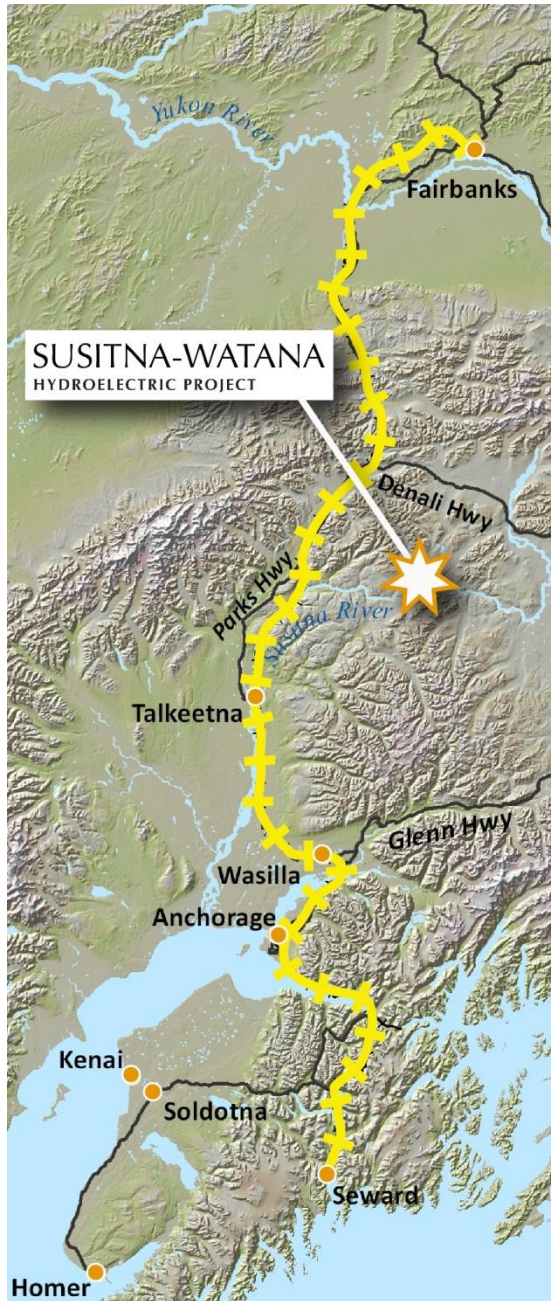 Yukon River
Fairbanks
SUSITNA-WATANA
HYDROELECTRIC PROJECT
Denali Hwy
Parks Hwy
Susitna River
Talkeetna
Glenn Hwy
Wasilla
Anchorage
Kenai
Soldotna
Seward
Homer